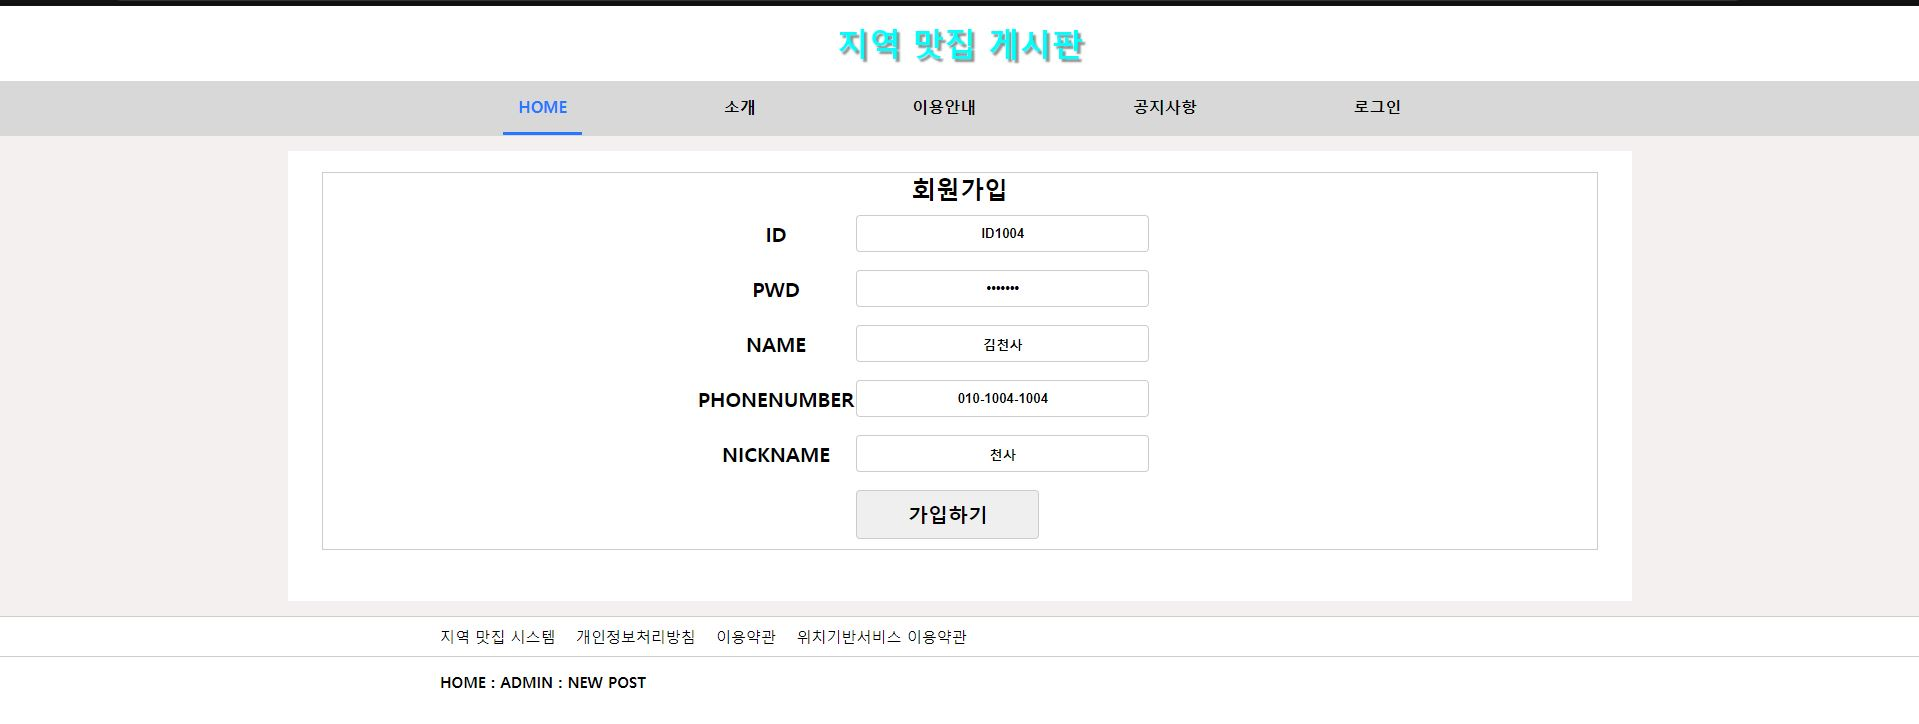 지역 맛집 게시판
HOME 소개 이용안내 공지사항 로그인
회원가입
ID ID1004
PWD •••••••
NAME 김천사
PHONENUMBER 010-1004-1004
NICKNAME 천사
가입하기
지역 맛집 시스템 개인정보처리방침 이용약관 위치기반서비스 이용약관
HOME : ADMIN : NEW POST